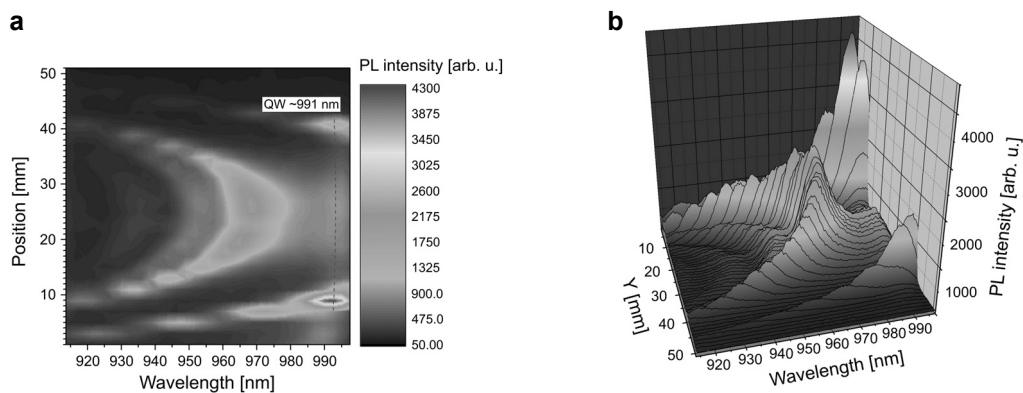 a
PL intensity [arb. u.]
50
40
30
20
10
Position [mm]
QW ~991 nm
920 930 940 950 960 970 980 990
Wavelength [nm]
4300
3875
3450
3025
2600
2175
1750
1325
900.0
475.0
50.00
b
4000
3000
2000
1000
PL intensity [arb. u.]
10
20
30
40
50
Y [mm]
920 930 940 950 960 970 980 990
Wavelength [nm]